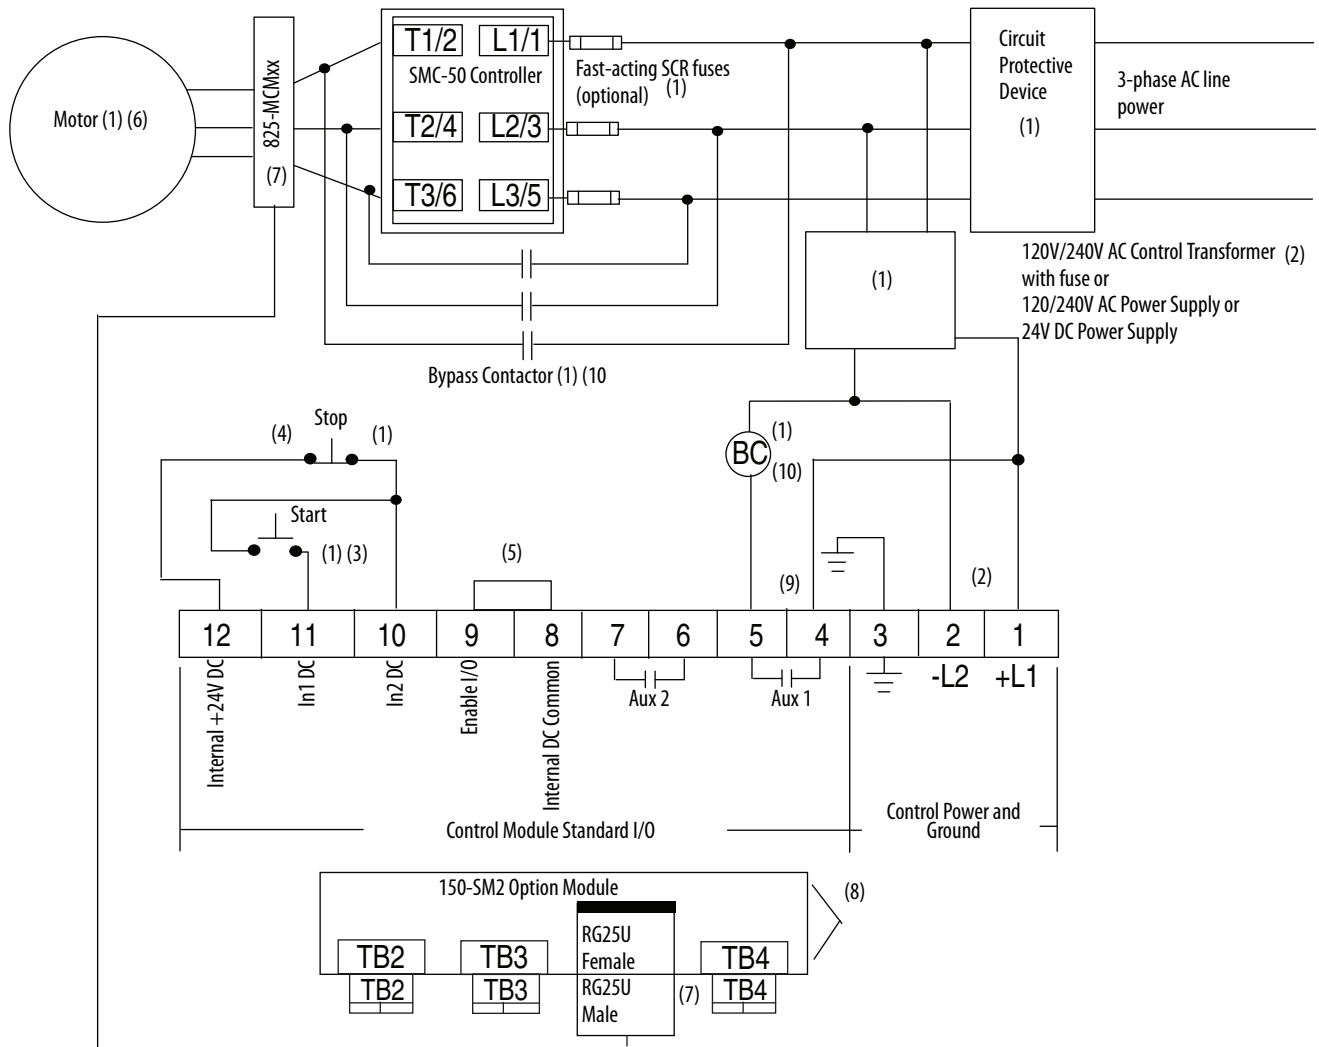 Motor (1) (6)
825-MCMxx
(7)
T1/2
L1/1
SMC-50 Controller
T2/4
L2/3
T3/6
L3/5
Fast-acting SCR fuses
(optional)
(1)
Circuit
Protective
Device
(1)
3-phase AC line
power
(1)
120V/240V AC Control Transformer
(2)
with fuse or
120/240V AC Power Supply or
24V DC Power Supply
Bypass Contactor (1) (10
Stop
(4)
(1)
Start
(1) (3)
(5)
BC
(1)
(10)
(9)
(2)
12
11
10
9
8
7
6
5
4
3
2
1
Internal +24V DC
In1 DC
In2 DC
Enable I/O
Internal DC Common
Aux 2
Aux 1
-L2
+L1
Control Module Standard I/O
Control Power and
Ground
150-SM2 Option Module
(8)
TB2
TB3
RG25U
Female
TB4
TB2
TB3
RG25U
Male
(7)
TB4